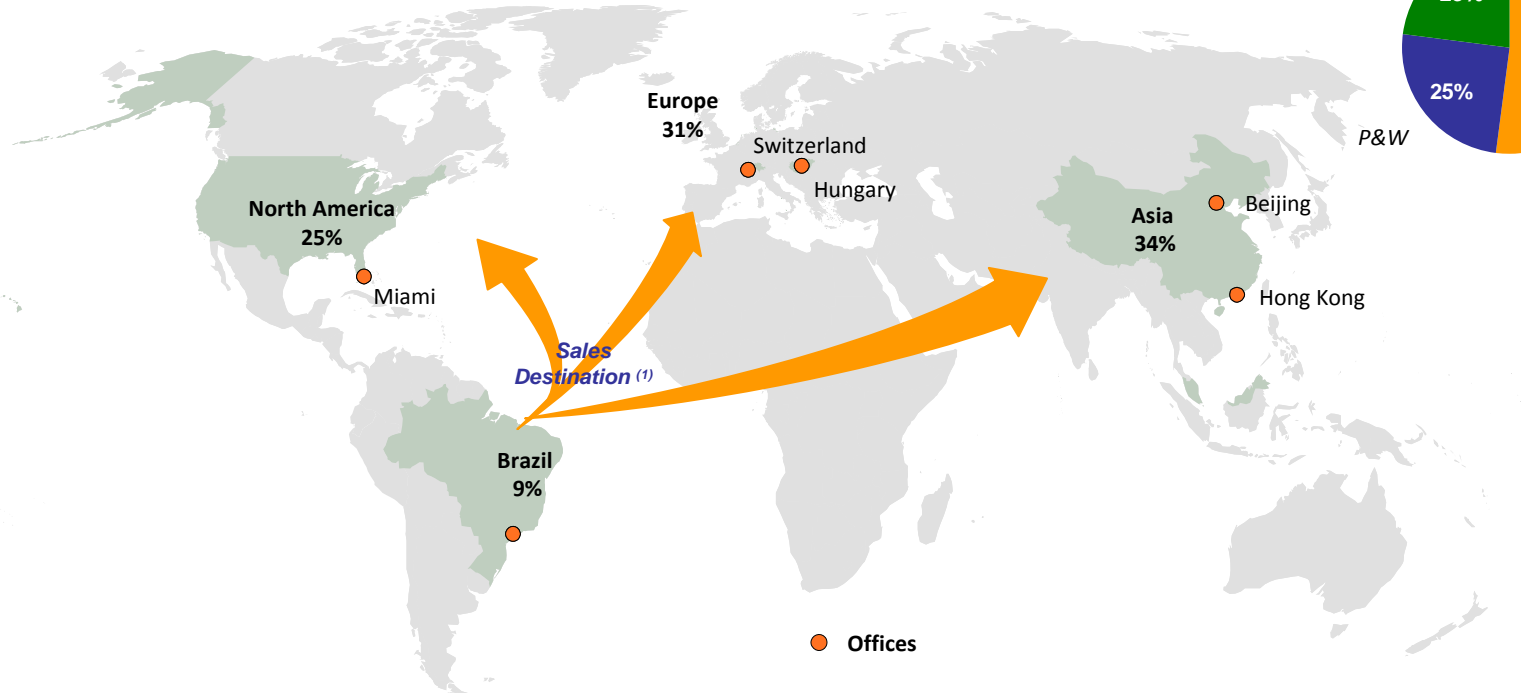 25%
P&W
Europe
31%
Switzerland
Hungary
North America
25%
Miami
Asia
34%
Beijing
Hong Kong
Sales
Destination (1)
Brazil
9%
Offices